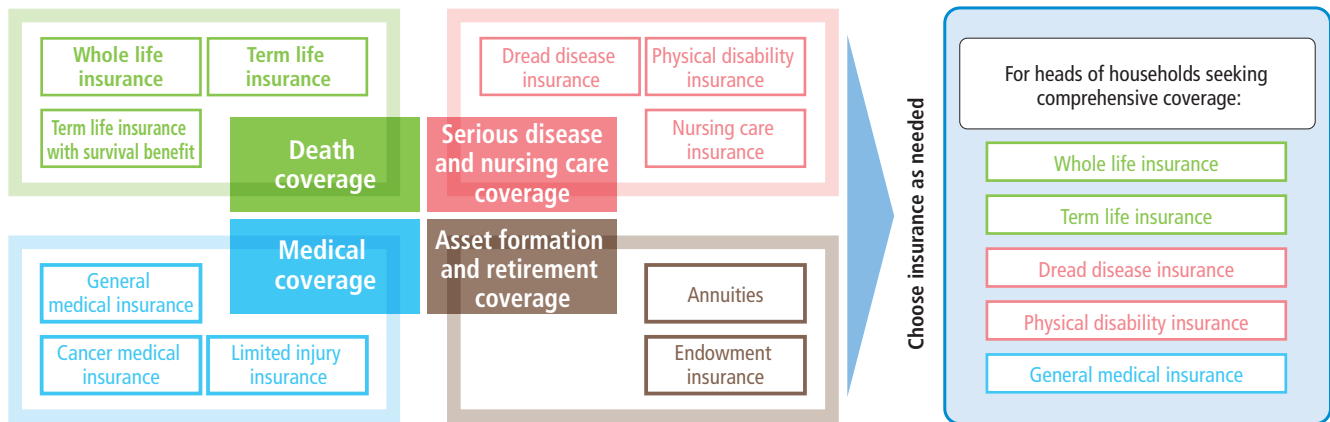 Whole life
insurance
Term life
insurance
Term life insurance
with survival benefit
Death
coverage
Dread disease
insurance
Physical disability
insurance
Nursing care
insurance
Serious disease
and nursing care
coverage
Medical
coverage
General
medical insurance
Cancer medical
insurance
Limited injury
insurance
Asset formation
and retirement
coverage
Annuities
Endowment
insurance
Choose insurance as needed
For heads of households seeking
comprehensive coverage:
Whole life insurance
Term life insurance
Dread disease insurance
Physical disability insurance
General medical insurance